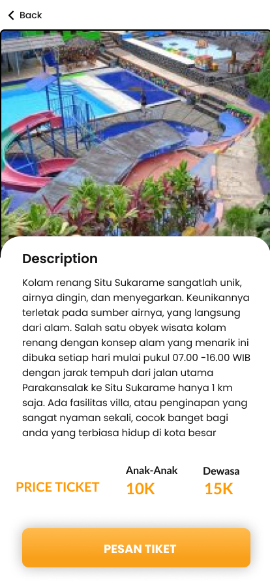 Back
Description
Kolam renang Situ Sukarame sangatlah unik,
airnya dingin, dan menyegarkan. Keunikannya
terletak pada sumber airnya, yang langsung
dari alam. Salah satu obyek wisata kolam
renang dengan konsep alam yang menarik ini
dibuka setiap hari mulai pukul 07.00 -16.00 WIB
dengan jarak tempuh dari jalan utama
Parakansalak ke Situ Sukarame hanya 1 km
saja. Ada fasilitas villa, atau penginapan yang
sangat nyaman sekali, cocok banget bagi
anda yang terbiasa hidup di kota besar
Anak-Anak Dewasa
PRICE TICKET 10K 15K
PESAN TIKET